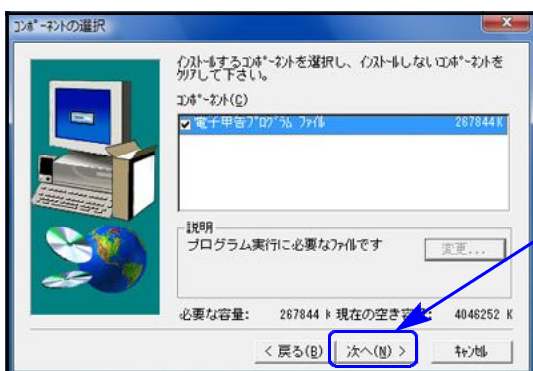 コンポーネントの選択
インストールするコンポーネントを選択し、インストールしないコンポーネントを
クリアして下さい。
コンポーネント(C)
電子申告プログラム ファイル 267844 K
説明
プログラム実行に必要なファイルです
変更...
必要な容量: 267844 K 現在の空き容量: 4046252 K
< 戻る(B) 次へ(N) > キャンセル